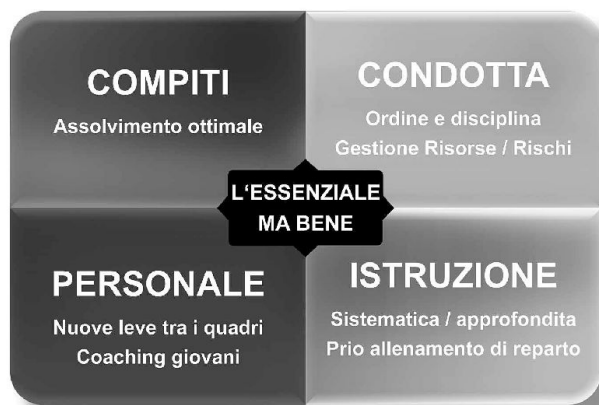 COMPITI
Assolvimento ottimale
CONDOTTA
Ordine e disciplina
Gestione Risorse / Rischi
L'ESSENZIALE
MA BENE
PERSONALE
Nuove leve tra i quadri
Coaching giovani
ISTRUZIONE
Sistematica / approfondita
Prio allenamento di reparto